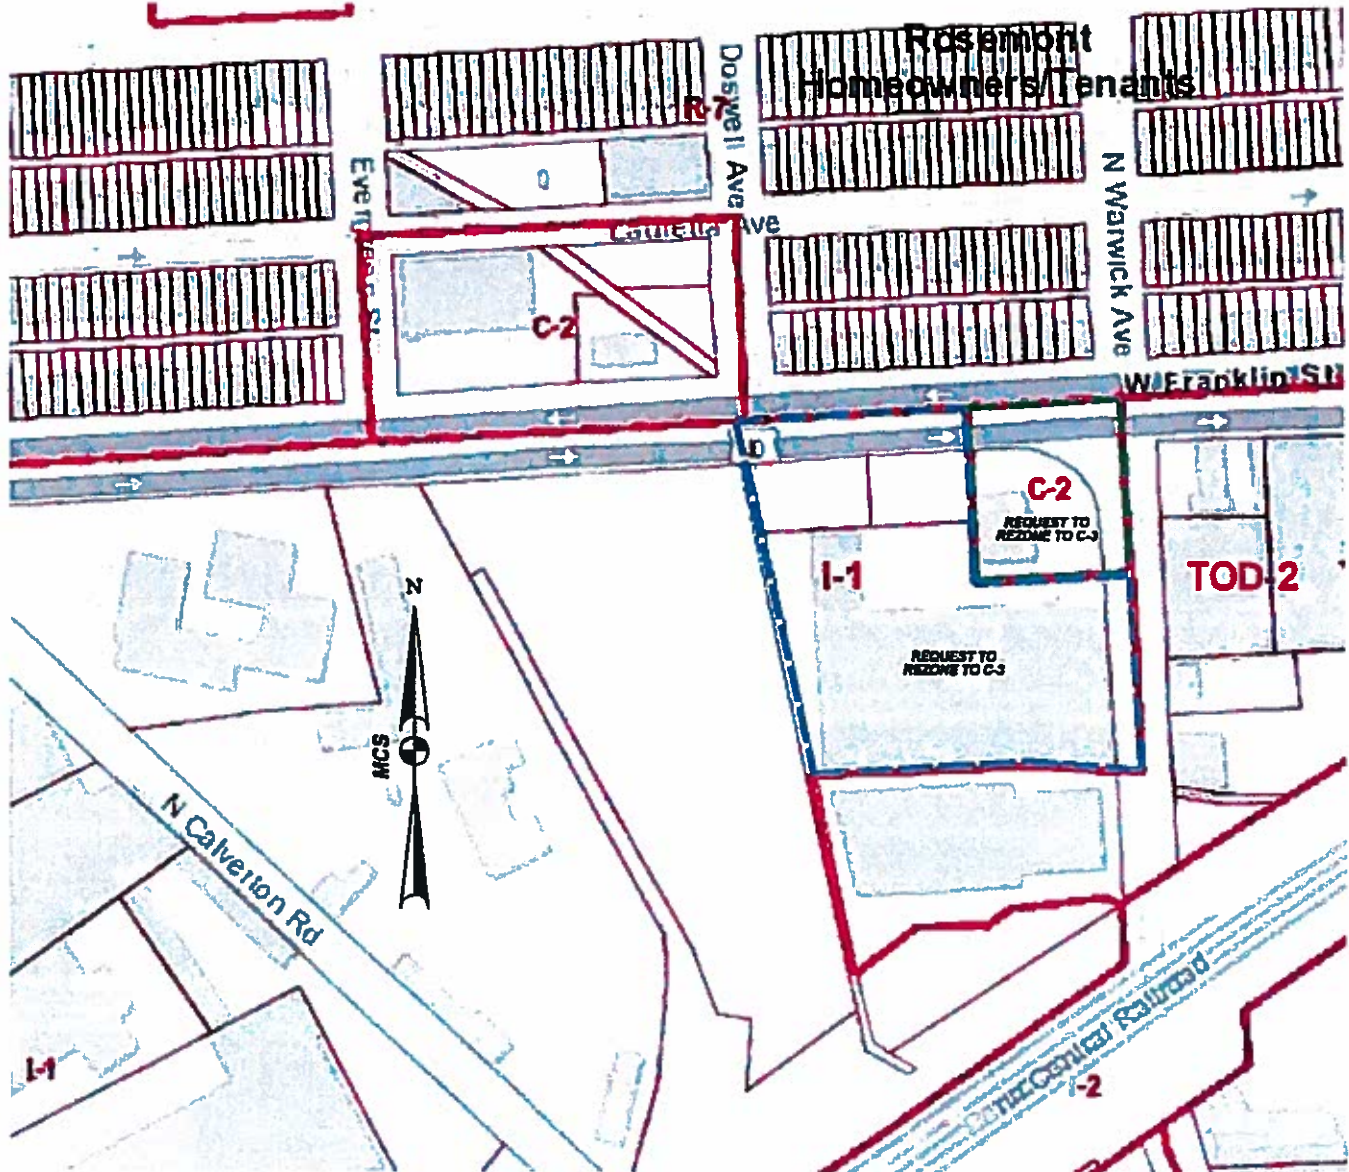 Rosemont
Homeowners/Tenants
R-7
Doswell Ave
N Warwick Ave
Ave
C-2
W Franklin St
C-2
REQUEST TO
REZONE TO C-3
I-1
TOD-2
REQUEST TO
REZONE TO C-3
N
MCS
N Calverton Rd
I-1
Railroad
-2